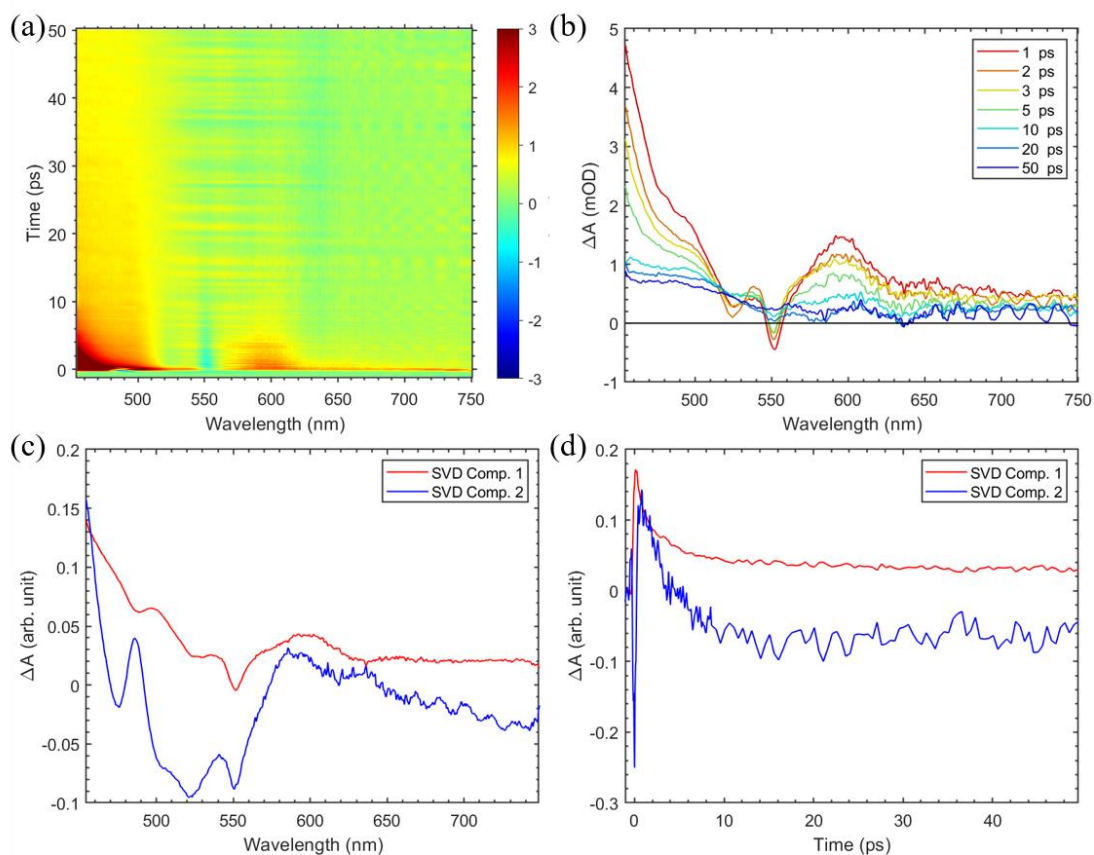 (a)
50
40
30
20
10
0
Time (ps)
500 550 600 650 700 750
Wavelength (nm)
3
2
1
0
-1
-2
-3
(b)
5
4
3
2
1
0
-1
ΔA (mOD)
1 ps
2 ps
3 ps
5 ps
10 ps
20 ps
50 ps
500 550 600 650 700 750
Wavelength (nm)
(c)
0.2
0.15
0.1
0.05
0
-0.05
-0.1
ΔA (arb. unit)
SVD Comp. 1
SVD Comp. 2
500 550 600 650 700
Wavelength (nm)
(d)
0.2
0.1
0
-0.1
-0.2
-0.3
ΔA (arb. unit)
SVD Comp. 1
SVD Comp. 2
0 10 20 30 40
Time (ps)